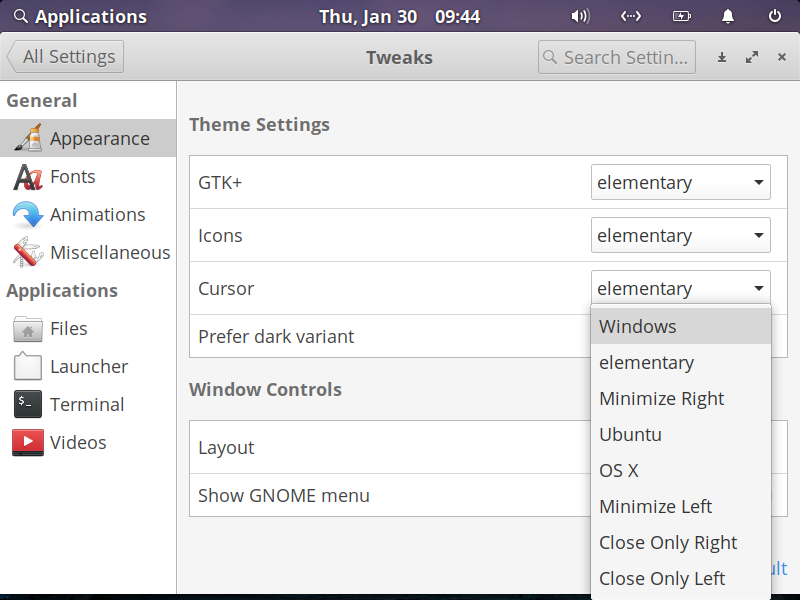 Applications
Thu, Jan 30 09:44
All Settings
Tweaks
Search Settin...
General
Appearance
Fonts
Animations
Miscellaneous
Applications
Files
Launcher
$_
Terminal
Videos
Theme Settings
GTK+ elementary
Icons elementary
Cursor elementary
Prefer dark variant
Window Controls
Layout
Show GNOME menu
Windows
elementary
Minimize Right
Ubuntu
OS X
Minimize Left
Close Only Right
Close Only Left
ult